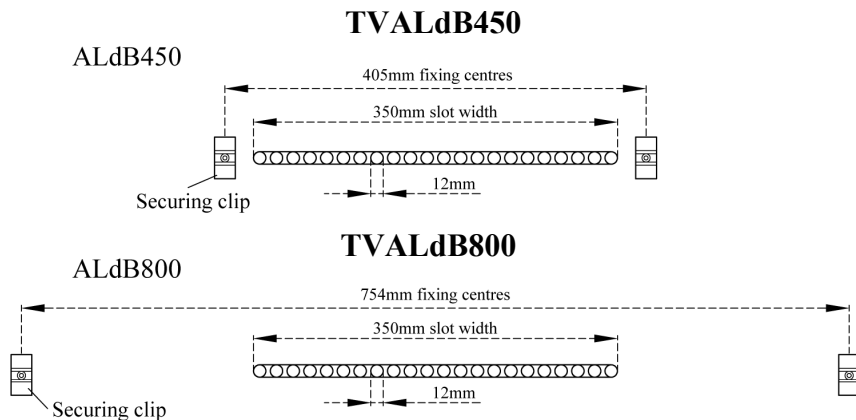 TVALdB450
ALdB450
405mm fixing centres
350mm slot width
12mm
Securing clip
TVALdB800
ALdB800
754mm fixing centres
350mm slot width
12mm
Securing clip